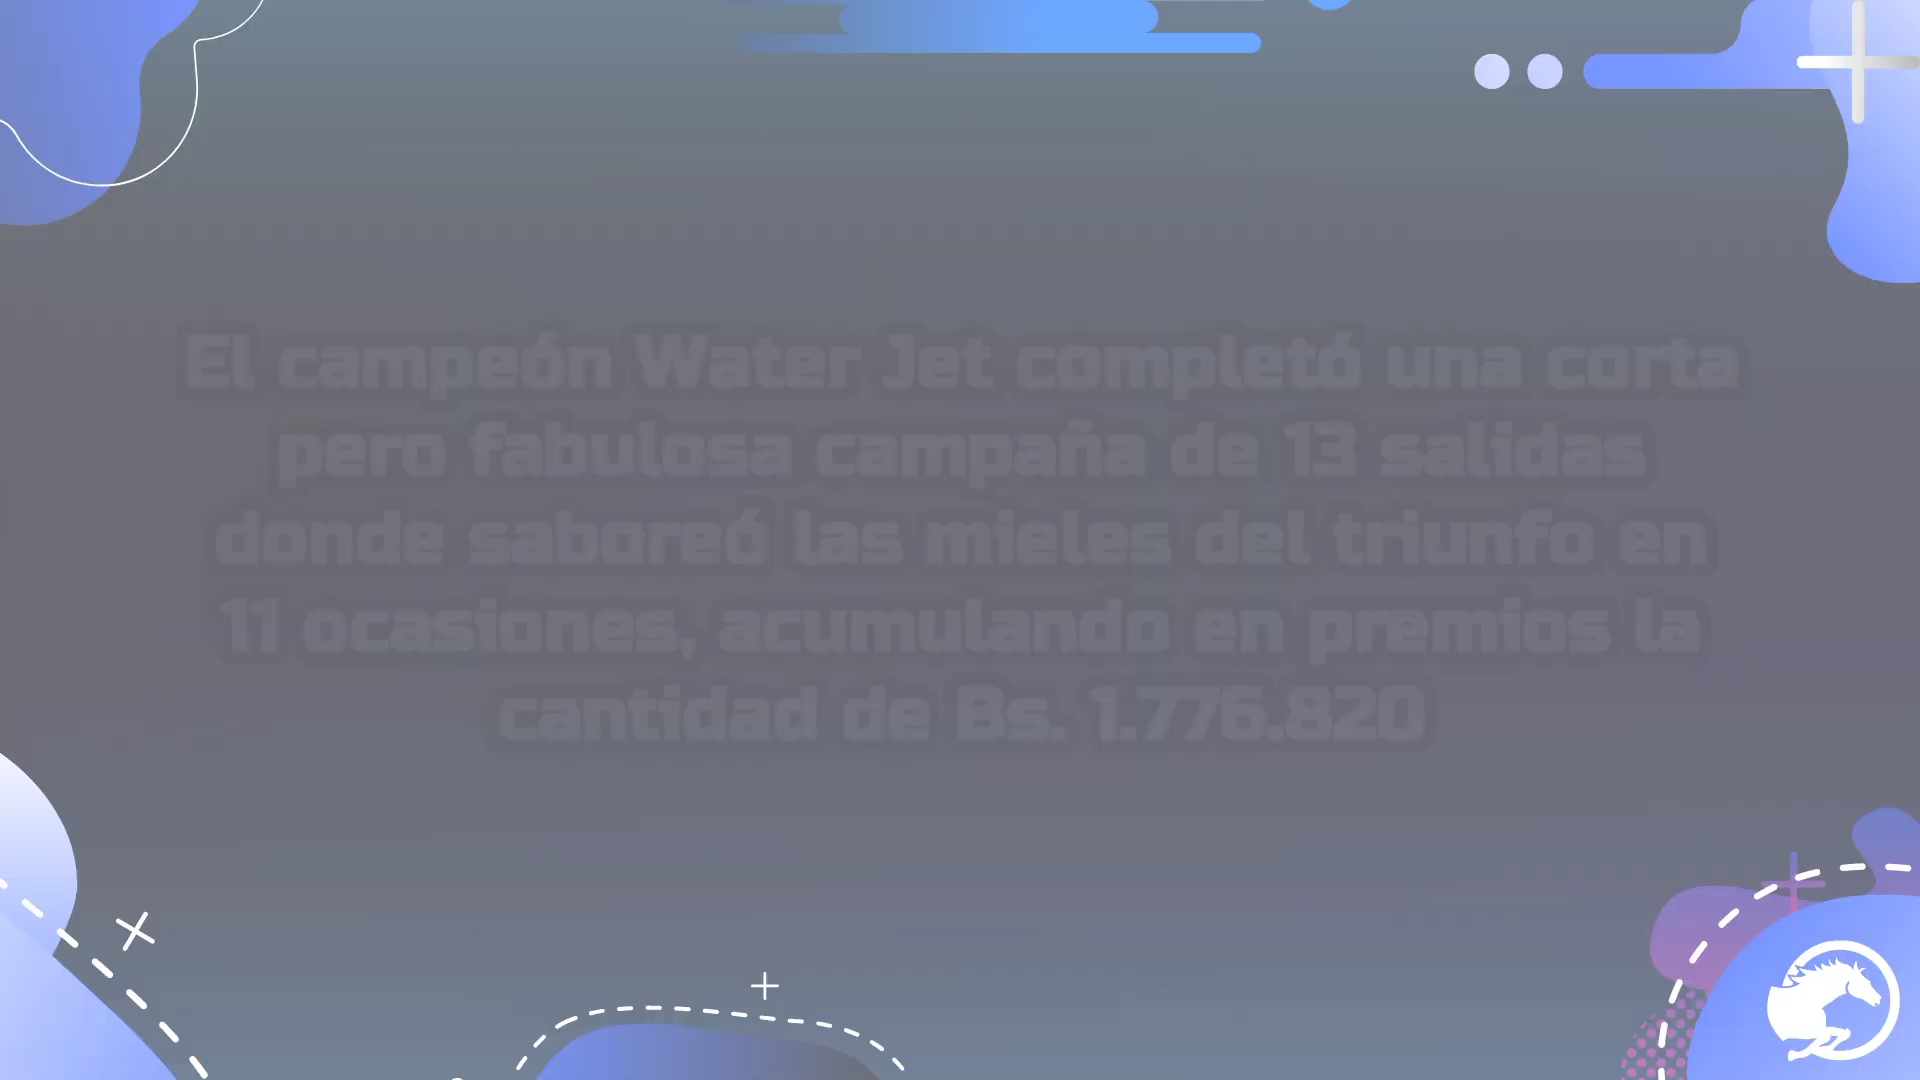 El campeón Water Jet completó una corta
pero fabulosa campaña de 13 salidas
donde saboreó las mieles del triunfo en
11 ocasiones, acumulando en premios la
cantidad de Bs. 1.776.820